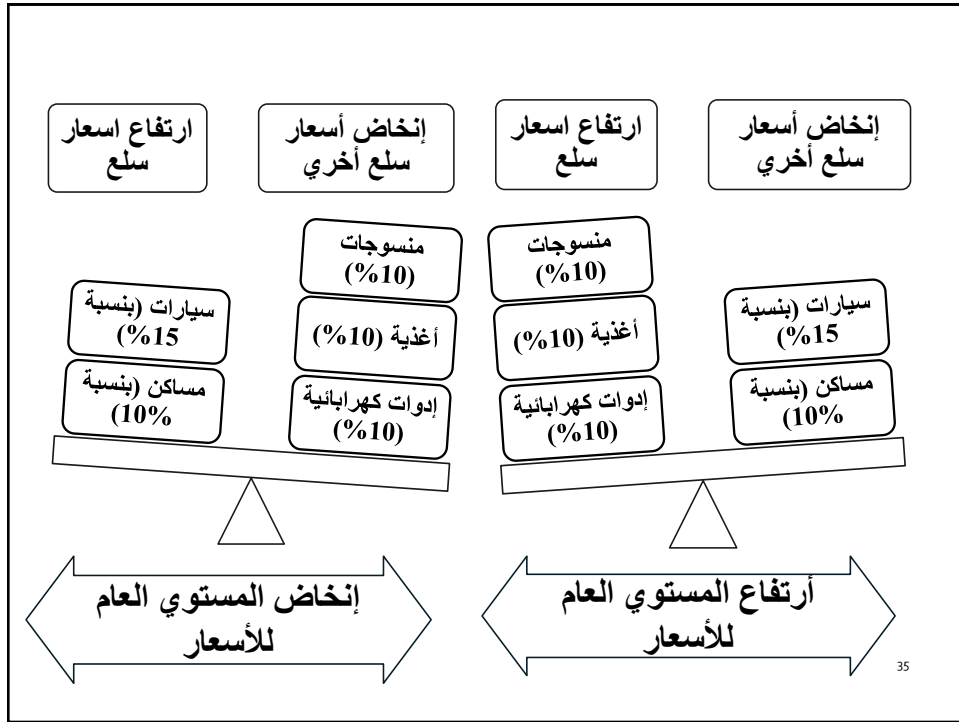 إنخاض أسعار
سلع أخري
ارتفاع اسعار
سلع
إنخاض أسعار
سلع أخري
ارتفاع اسعار
سلع
سيارات (بنسبة
15%)
مساكن (بنسبة
10%)
منسوجات
(10%)
أغذية (10%)
إدوات كهرابائية
(10%)
منسوجات
(10%)
أغذية (10%)
إدوات كهرابائية
(10%)
سيارات (بنسبة
15%)
مساكن (بنسبة
10%)
أرتفاع المستوي العام
للأسعار
إنخاض المستوي العام
للأسعار
35